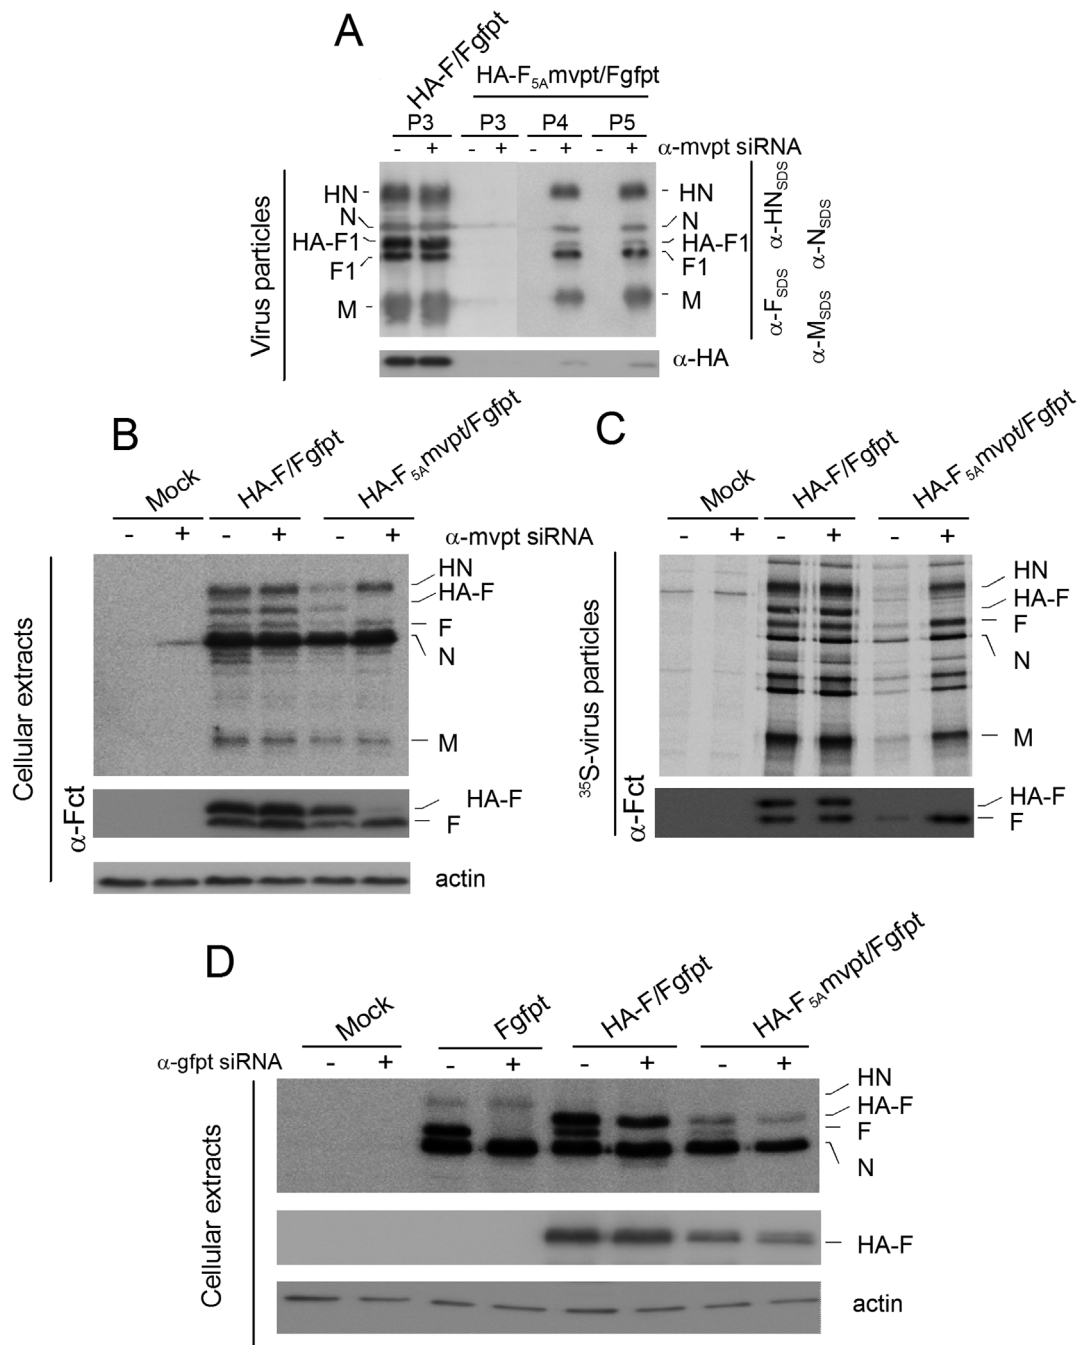 A
HA-F/Fgfpt
HA-F5Amvpt/Fgfpt
P3 P3 P4 P5
- + - + - + - + α-mvpt siRNA
Virus particles
HN
N
HA-F1
F1
M
HN
N
HA-F1
F1
M
α-HNSDS
α-NSDS
α-FSDS
α-MSDS
α-HA
B
Mock
HA-F/Fgfpt
HA-F5Amvpt/Fgfpt
- + - + - + α-mvpt siRNA
Cellular extracts
HN
HA-F
F
N
M
α-Fct
HA-F
F
actin
C
Mock
HA-F/Fgfpt
HA-F5Amvpt/Fgfpt
- + - + - +
35S-virus particles
HN
HA-F
F
N
M
α-Fct
HA-F
F
D
Mock
Fgfpt
HA-F/Fgfpt
HA-F5Amvpt/Fgfpt
α-gfpt siRNA - + - + - + - +
Cellular extracts
HN
HA-F
F
N
HA-F
actin